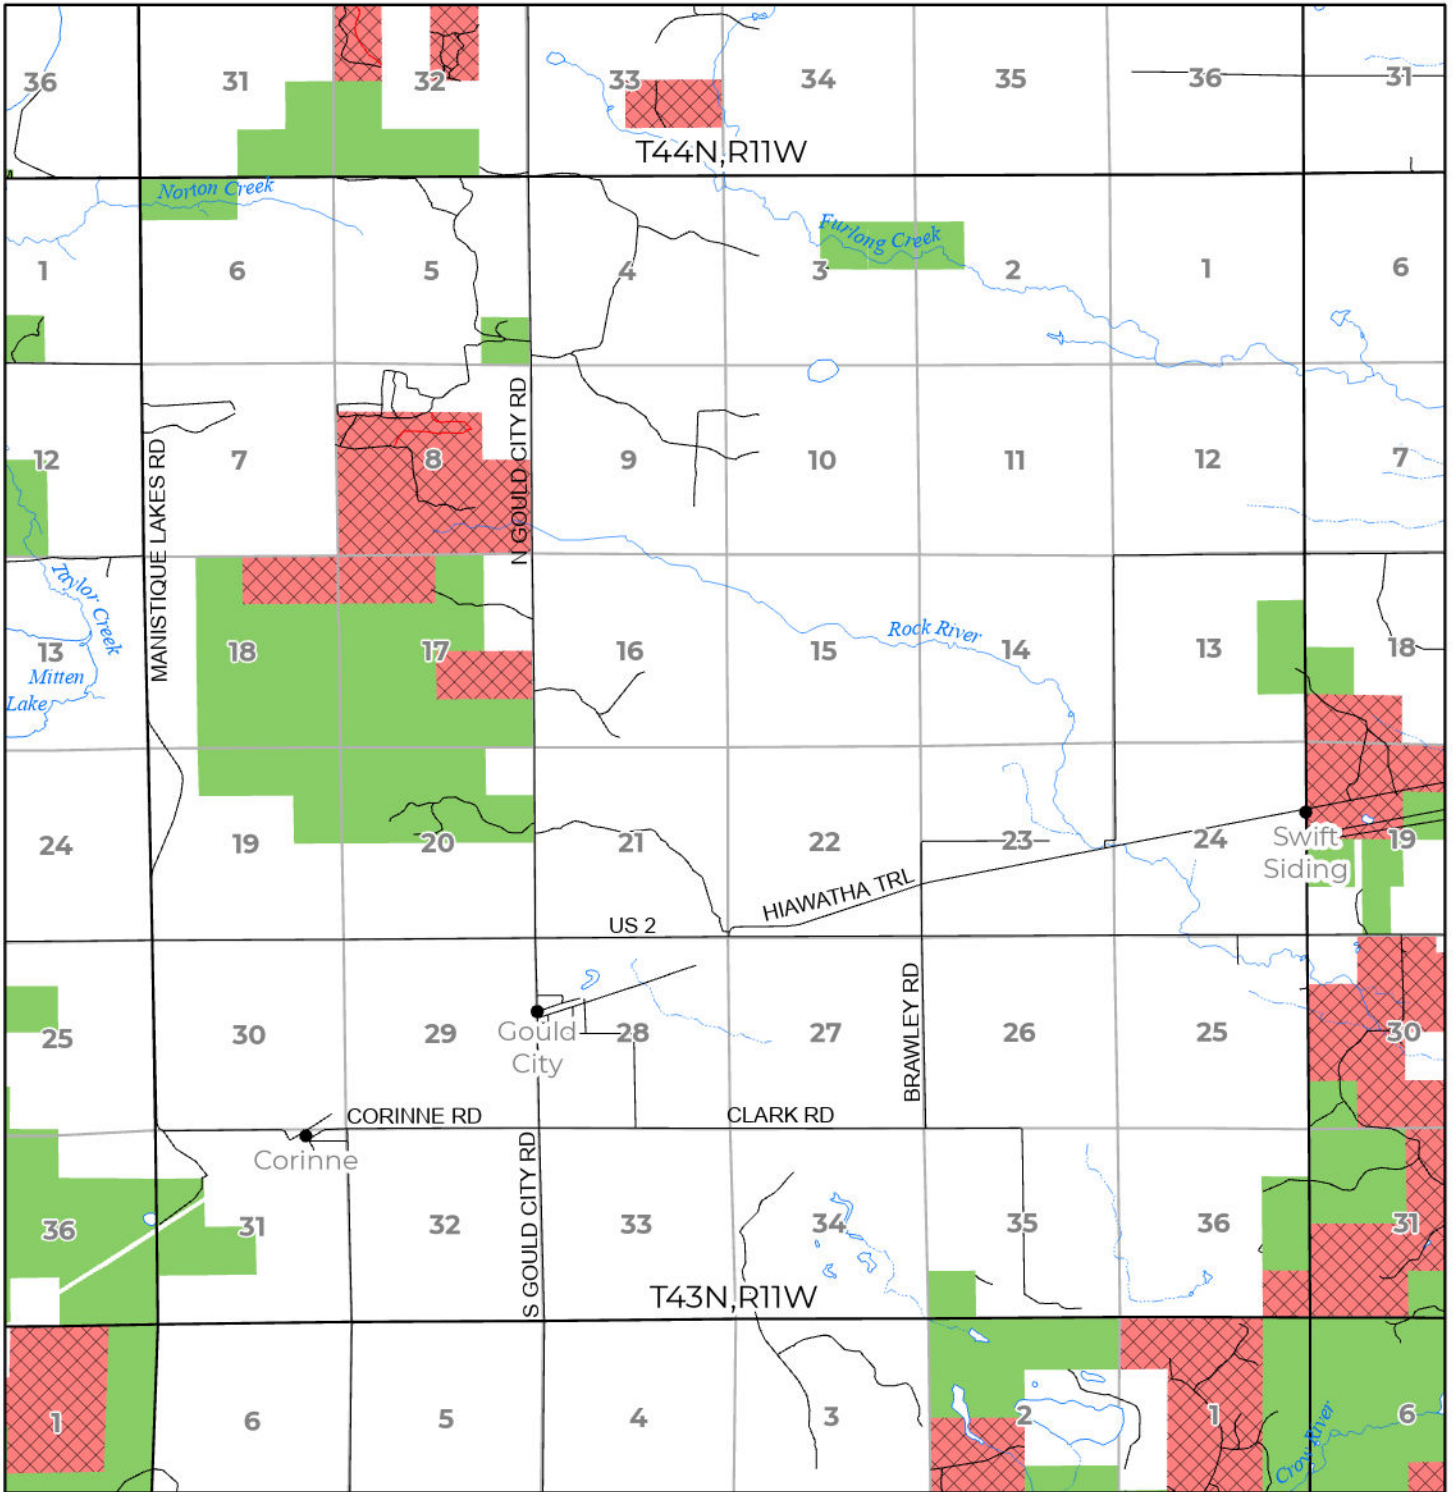 36 31 32 33 34 35 36 31
T44N,R11W
Norton Creek
Furlong Creek
1 6 5 4 3 2 1 6
12 7 8 9 10 11 12 7
MANISTIQUE LAKES RD
N GOULD CITY RD
Taylor Creek
Rock River
13 18 17 16 15 14 13 18
Mitten
Lake
24 19 20 21 22 23 24 19
Swift
Siding
HIAWATHA TRL
US 2
BRAWLEY RD
25 30 29 28 27 26 25 30
Gould
City
CORINNE RD
CLARK RD
Corinne
S GOULD CITY RD
36 31 32 33 34 35 36 31
T43N,R11W
1 6 5 4 3 2 1 6
Crow River